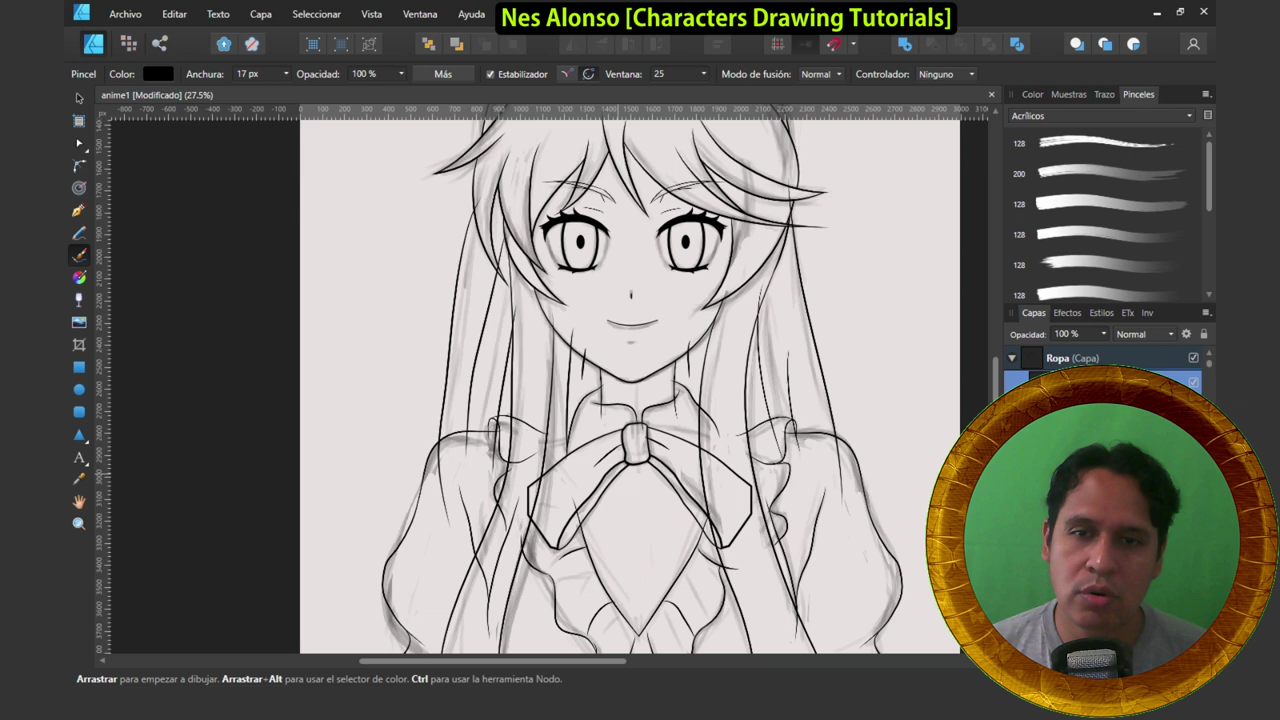 Nes Alonso [Characters Drawing Tutorials]
Archivo Editar Texto Capa Seleccionar Vista Ventana Ayuda
Pincel Color: Anchura: 17 px Opacidad: 100 % Más Estabilizador Ventana: 25 Modo de fusión: Normal Controlador: Ninguno
anime1 [Modificado] (27.5%)
Color Muestras Trazo Pinceles
Acrílicos
128
200
128
128
128
128
Capas Efectos Estilos ETx Inv
Opacidad: 100 % Normal
Ropa (Capa)
Arrastrar para empezar a dibujar. Arrastrar+Alt para usar el selector de color. Ctrl para usar la herramienta Nodo.